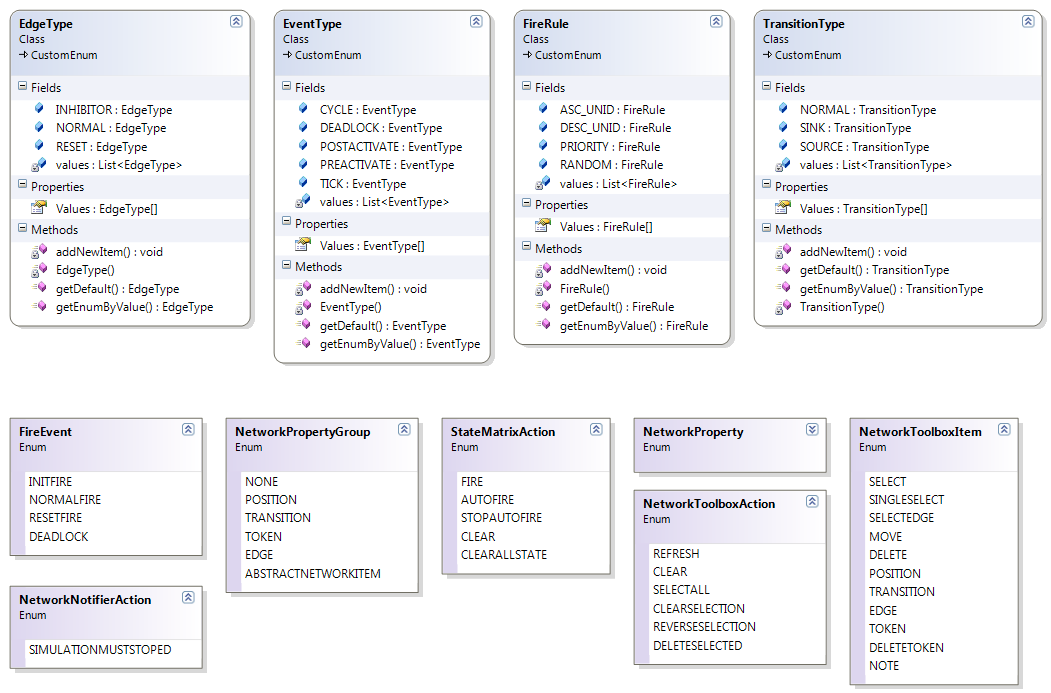 EdgeType
Class
CustomEnum
Fields
INHIBITOR : EdgeType
NORMAL : EdgeType
RESET : EdgeType
values : List<EdgeType>
Properties
Values : EdgeType[]
Methods
addNewItem() : void
EdgeType()
getDefault() : EdgeType
getEnumByValue() : EdgeType
EventType
Class
CustomEnum
Fields
CYCLE : EventType
DEADLOCK : EventType
POSTACTIVATE : EventType
PREACTIVATE : EventType
TICK : EventType
values : List<EventType>
Properties
Values : EventType[]
Methods
addNewItem() : void
EventType()
getDefault() : EventType
getEnumByValue() : EventType
FireRule
Class
CustomEnum
Fields
ASC_UNID : FireRule
DESC_UNID : FireRule
PRIORITY : FireRule
RANDOM : FireRule
values : List<FireRule>
Properties
Values : FireRule[]
Methods
addNewItem() : void
FireRule()
getDefault() : FireRule
getEnumByValue() : FireRule
TransitionType
Class
CustomEnum
Fields
NORMAL : TransitionType
SINK : TransitionType
SOURCE : TransitionType
values : List<TransitionType>
Properties
Values : TransitionType[]
Methods
addNewItem() : void
getDefault() : TransitionType
getEnumByValue() : TransitionType
TransitionType()
FireEvent
Enum
INITFIRE
NORMALFIRE
RESETFIRE
DEADLOCK
NetworkNotifierAction
Enum
SIMULATIONMUSTSTOPED
NetworkPropertyGroup
Enum
NONE
POSITION
TRANSITION
TOKEN
EDGE
ABSTRACTNETWORKITEM
StateMatrixAction
Enum
FIRE
AUTOFIRE
STOPAUTOFIRE
CLEAR
CLEARALLSTATE
NetworkProperty
Enum
NetworkToolboxAction
Enum
REFRESH
CLEAR
SELECTALL
CLEARSELECTION
REVERSESELECTION
DELETESELECTED
NetworkToolboxItem
Enum
SELECT
SINGLESELECT
SELECTEDGE
MOVE
DELETE
POSITION
TRANSITION
EDGE
TOKEN
DELETETOKEN
NOTE